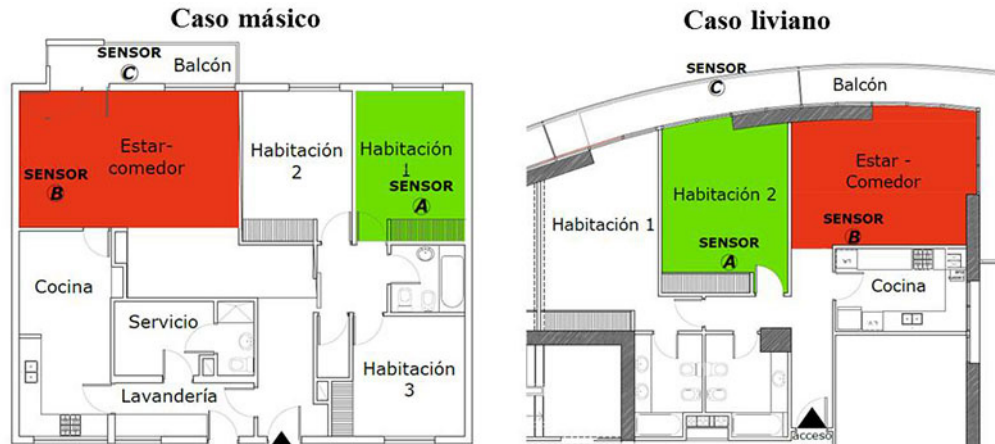 Caso másico
SENSOR
C
Balcón
Estar-
comedor
SENSOR
B
Habitación
2
Habitación
1
SENSOR
A
Cocina
Servicio
Lavandería
Habitación
3
Caso liviano
SENSOR
C
Balcón
Habitación 1
Habitación 2
SENSOR
A
Estar -
Comedor
SENSOR
B
Cocina
acceso